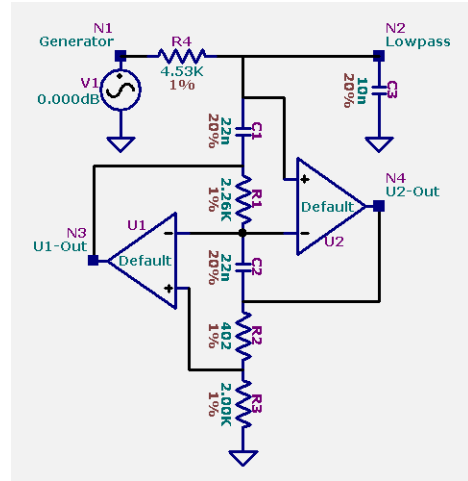 N1
Generator
R4
4.53K
1%
N2
Lowpass
V1
0.000dB
C3
10n
20%
C1
22n
20%
R1
2.26K
1%
N4
U2-Out
Default
U2
N3
U1-Out
U1
Default
C2
22n
20%
R2
402
1%
R3
2.00K
1%